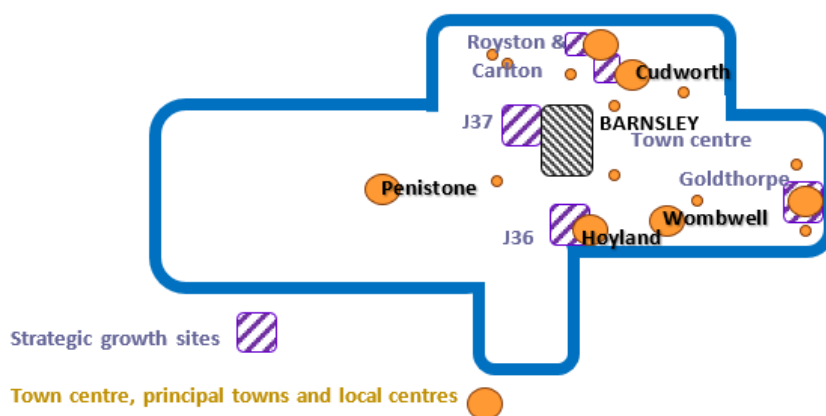 Royston &
Carlton
Cudworth
J37
BARNSLEY
Town centre
Goldthorpe
Penistone
Wombwell
J36
Hoyland
Strategic growth sites
Town centre, principal towns and local centres